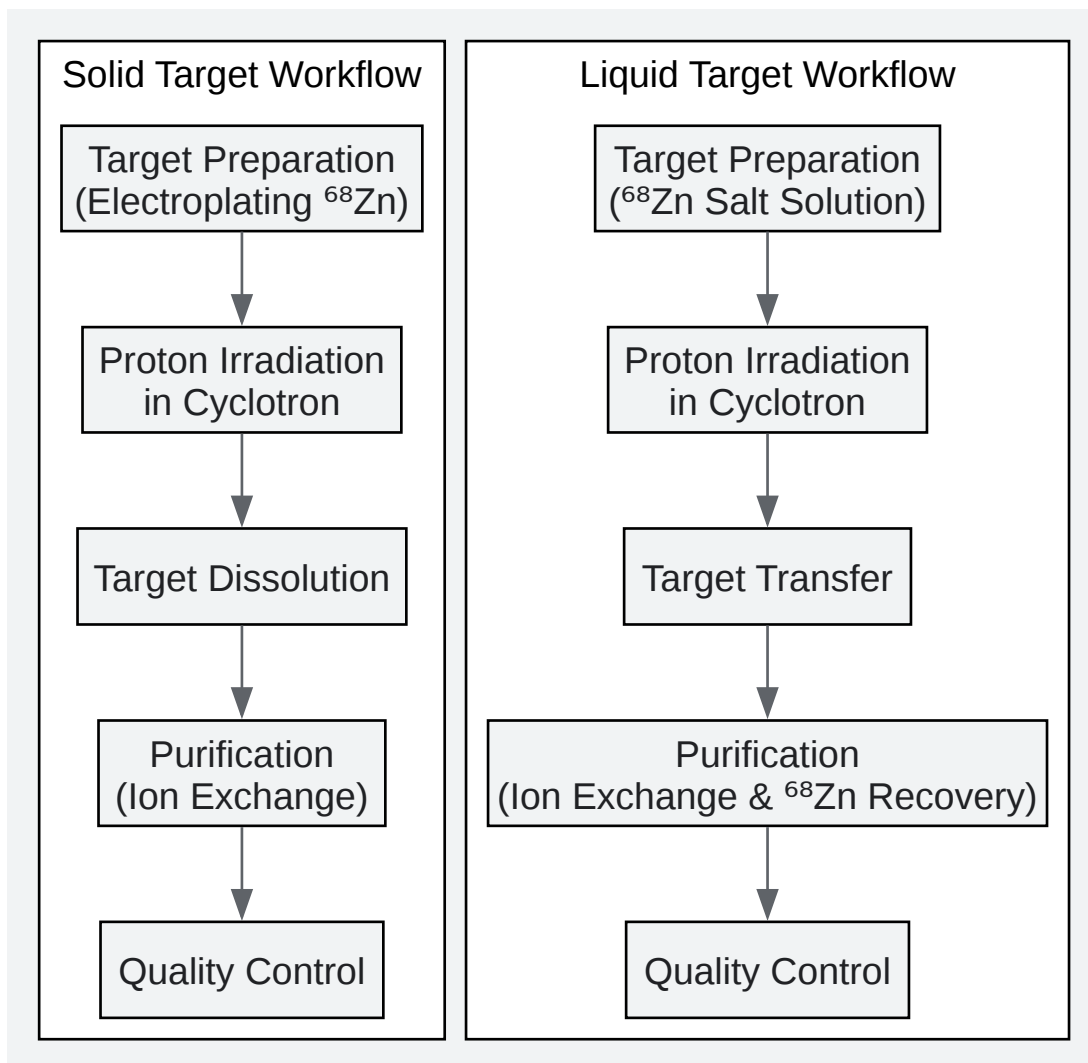 Solid Target Workflow
Target Preparation
(Electroplating ⁶⁸Zn)
Proton Irradiation
in Cyclotron
Target Dissolution
Purification
(Ion Exchange)
Quality Control
Liquid Target Workflow
Target Preparation
(⁶⁸Zn Salt Solution)
Proton Irradiation
in Cyclotron
Target Transfer
Purification
(Ion Exchange & ⁶⁸Zn Recovery)
Quality Control